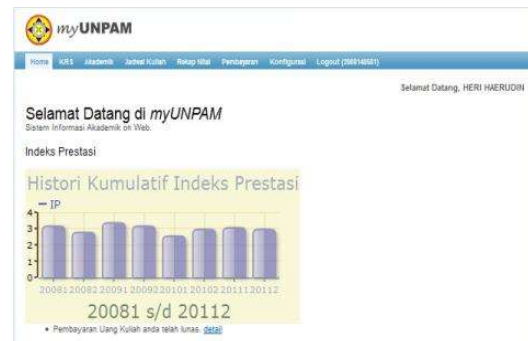 myUNPAM
Home KRS Akademik Jadwal Kuliah Rekap Nilai Pembayaran Konfigurasi Logout
Selamat Datang, HERI HAERUDIN
Selamat Datang di myUNPAM
Sistem Informasi Akademik on Web.
Indeks Prestasi
Histori Kumulatif Indeks Prestasi
IP
4
3
2
1
0
20081 20082 20091 20092 20101 20102 20111 20112
20081 s/d 20112
Pembayaran Uang Kuliah anda telah lunas. detail